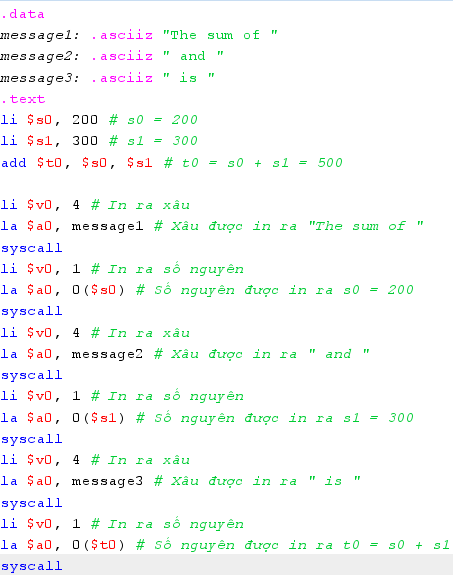 .data
message1: .asciiz "The sum of "
message2: .asciiz " and "
message3: .asciiz " is "
.text
li $s0, 200 # s0 = 200
li $s1, 300 # s1 = 300
add $t0, $s0, $s1 # t0 = s0 + s1 = 500
li $v0, 4 # In ra xâu
la $a0, message1 # Xâu được in ra "The sum of "
syscall
li $v0, 1 # In ra số nguyên
la $a0, 0($s0) # Số nguyên được in ra s0 = 200
syscall
li $v0, 4 # In ra xâu
la $a0, message2 # Xâu được in ra " and "
syscall
li $v0, 1 # In ra số nguyên
la $a0, 0($s1) # Số nguyên được in ra s1 = 300
syscall
li $v0, 4 # In ra xâu
la $a0, message3 # Xâu được in ra " is "
syscall
li $v0, 1 # In ra số nguyên
la $a0, 0($t0) # Số nguyên được in ra t0 = s0 + s1
syscall